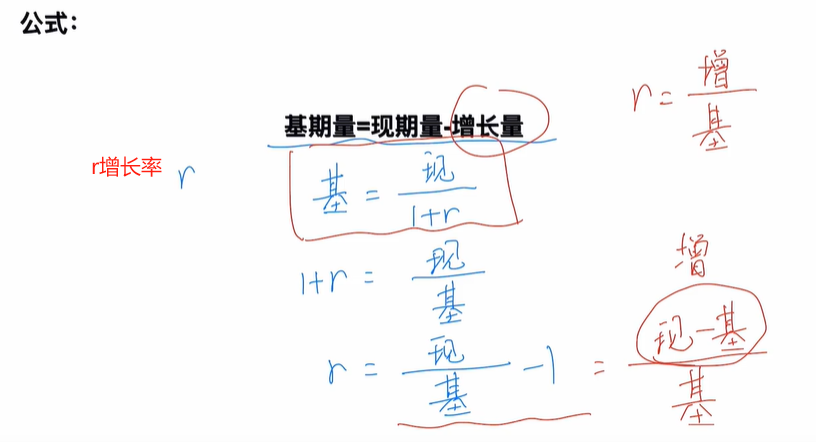 公式：
基期量=现期量-增长量
r增长率
r
基 = 现/1+r
1+r = 现/基
r = 现/基 -1 = 现-基/基
增
r= 增/基